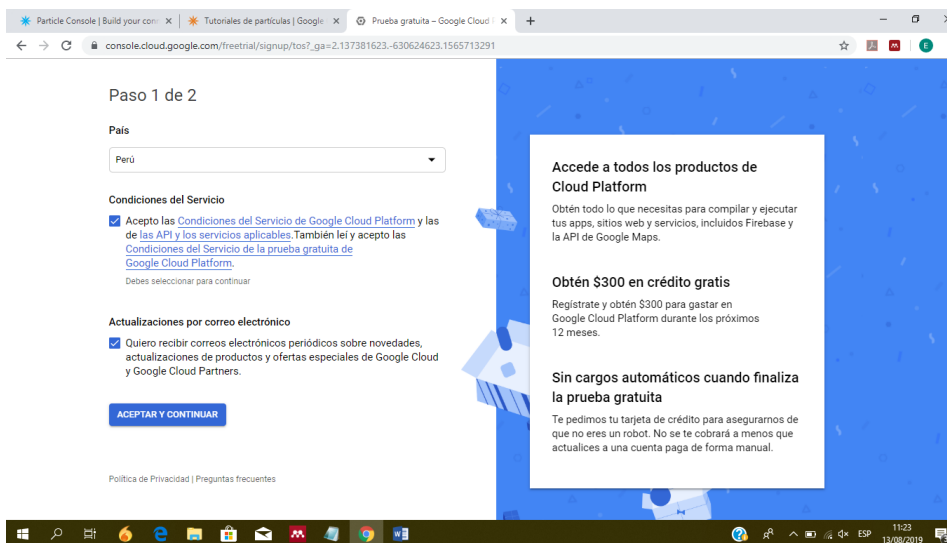 Particle Console | Build your conn
Tutoriales de partículas | Google
Prueba gratuita – Google Cloud
console.cloud.google.com/freetrial/signup/tos?_ga=2.137381623.-630624623.1565713291
E
Paso 1 de 2
País
Perú
Condiciones del Servicio
Acepto las Condiciones del Servicio de Google Cloud Platform y las
de las API y los servicios aplicables.También leí y acepto las
Condiciones del Servicio de la prueba gratuita de
Google Cloud Platform.
Debes seleccionar para continuar
Actualizaciones por correo electrónico
Quiero recibir correos electrónicos periódicos sobre novedades,
actualizaciones de productos y ofertas especiales de Google Cloud
y Google Cloud Partners.
ACEPTAR Y CONTINUAR
Política de Privacidad | Preguntas frecuentes
Accede a todos los productos de
Cloud Platform
Obtén todo lo que necesitas para compilar y ejecutar
tus apps, sitios web y servicios, incluidos Firebase y
la API de Google Maps.
Obtén $300 en crédito gratis
Regístrate y obtén $300 para gastar en
Google Cloud Platform durante los próximos
12 meses.
Sin cargos automáticos cuando finaliza
la prueba gratuita
Te pedimos tu tarjeta de crédito para asegurarnos de
que no eres un robot. No se te cobrará a menos que
actualices a una cuenta paga de forma manual.
ESP
11:23
13/08/2019